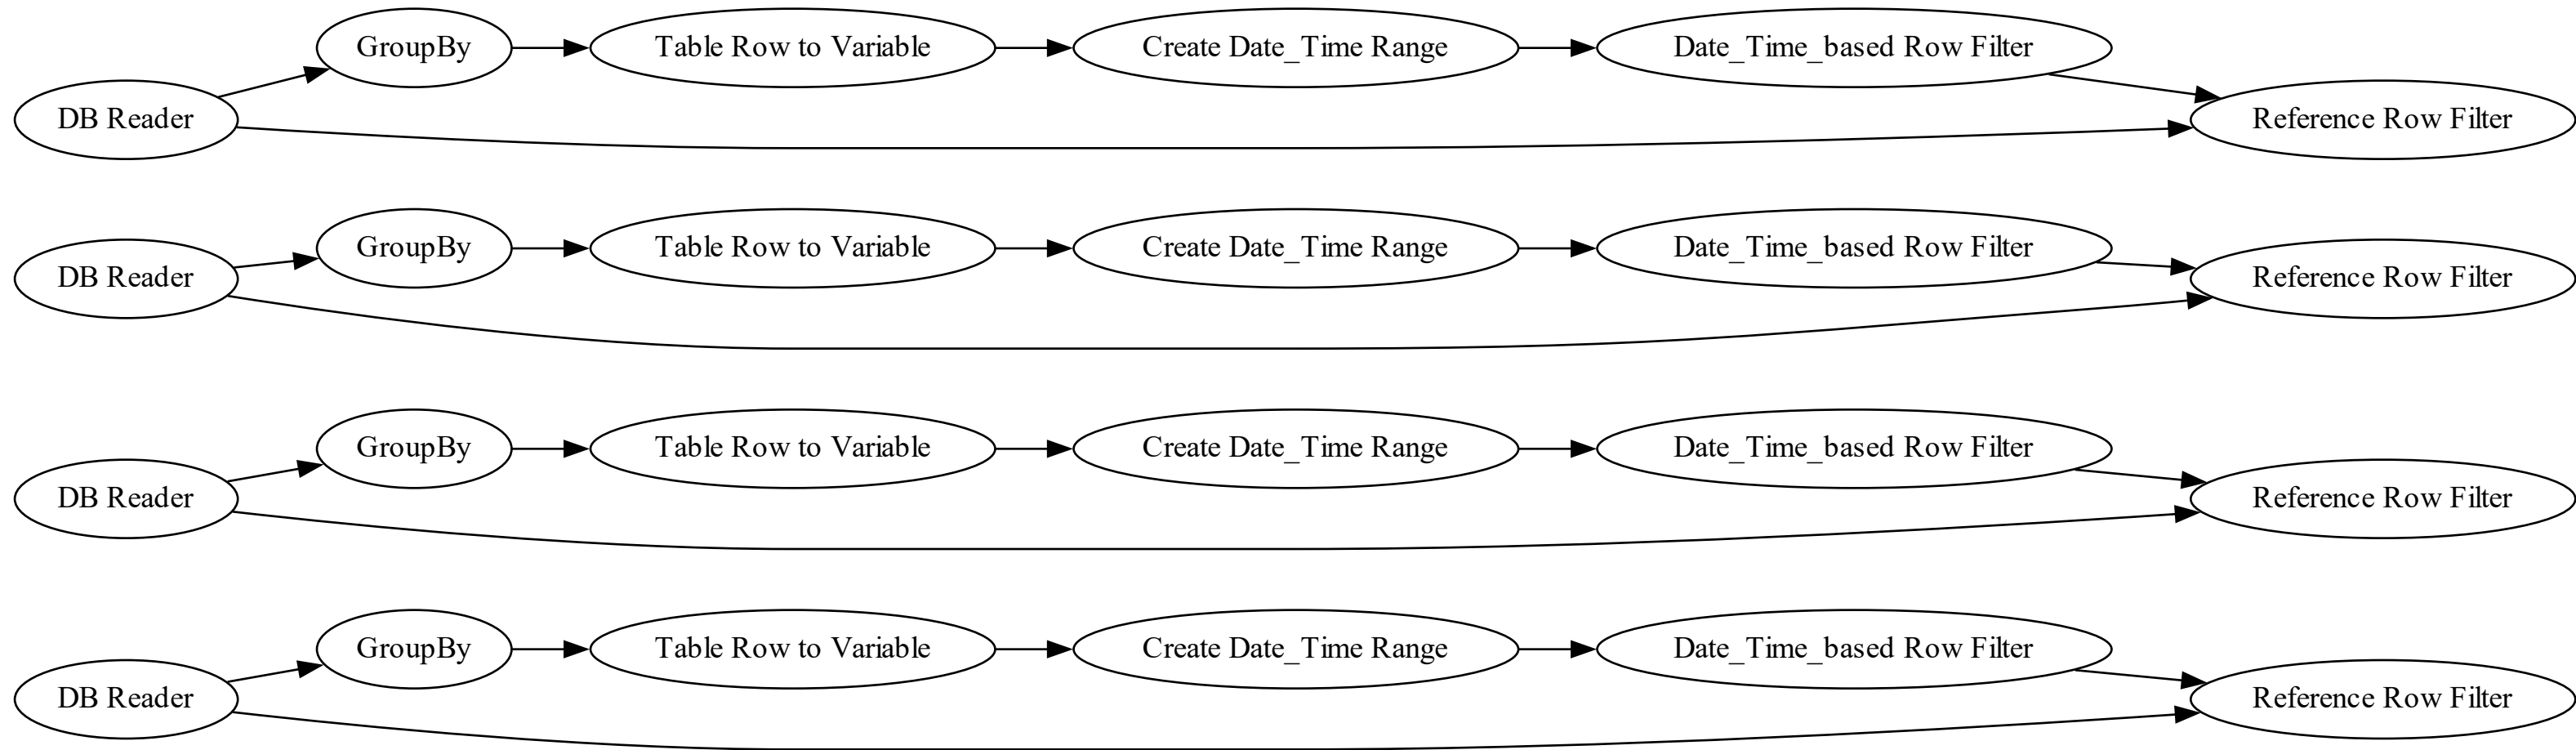 GroupBy
Table Row to Variable
Create Date_Time Range
Date_Time_based Row Filter
DB Reader
Reference Row Filter
GroupBy
Table Row to Variable
Create Date_Time Range
Date_Time_based Row Filter
DB Reader
Reference Row Filter
GroupBy
Table Row to Variable
Create Date_Time Range
Date_Time_based Row Filter
DB Reader
Reference Row Filter
GroupBy
Table Row to Variable
Create Date_Time Range
Date_Time_based Row Filter
DB Reader
Reference Row Filter